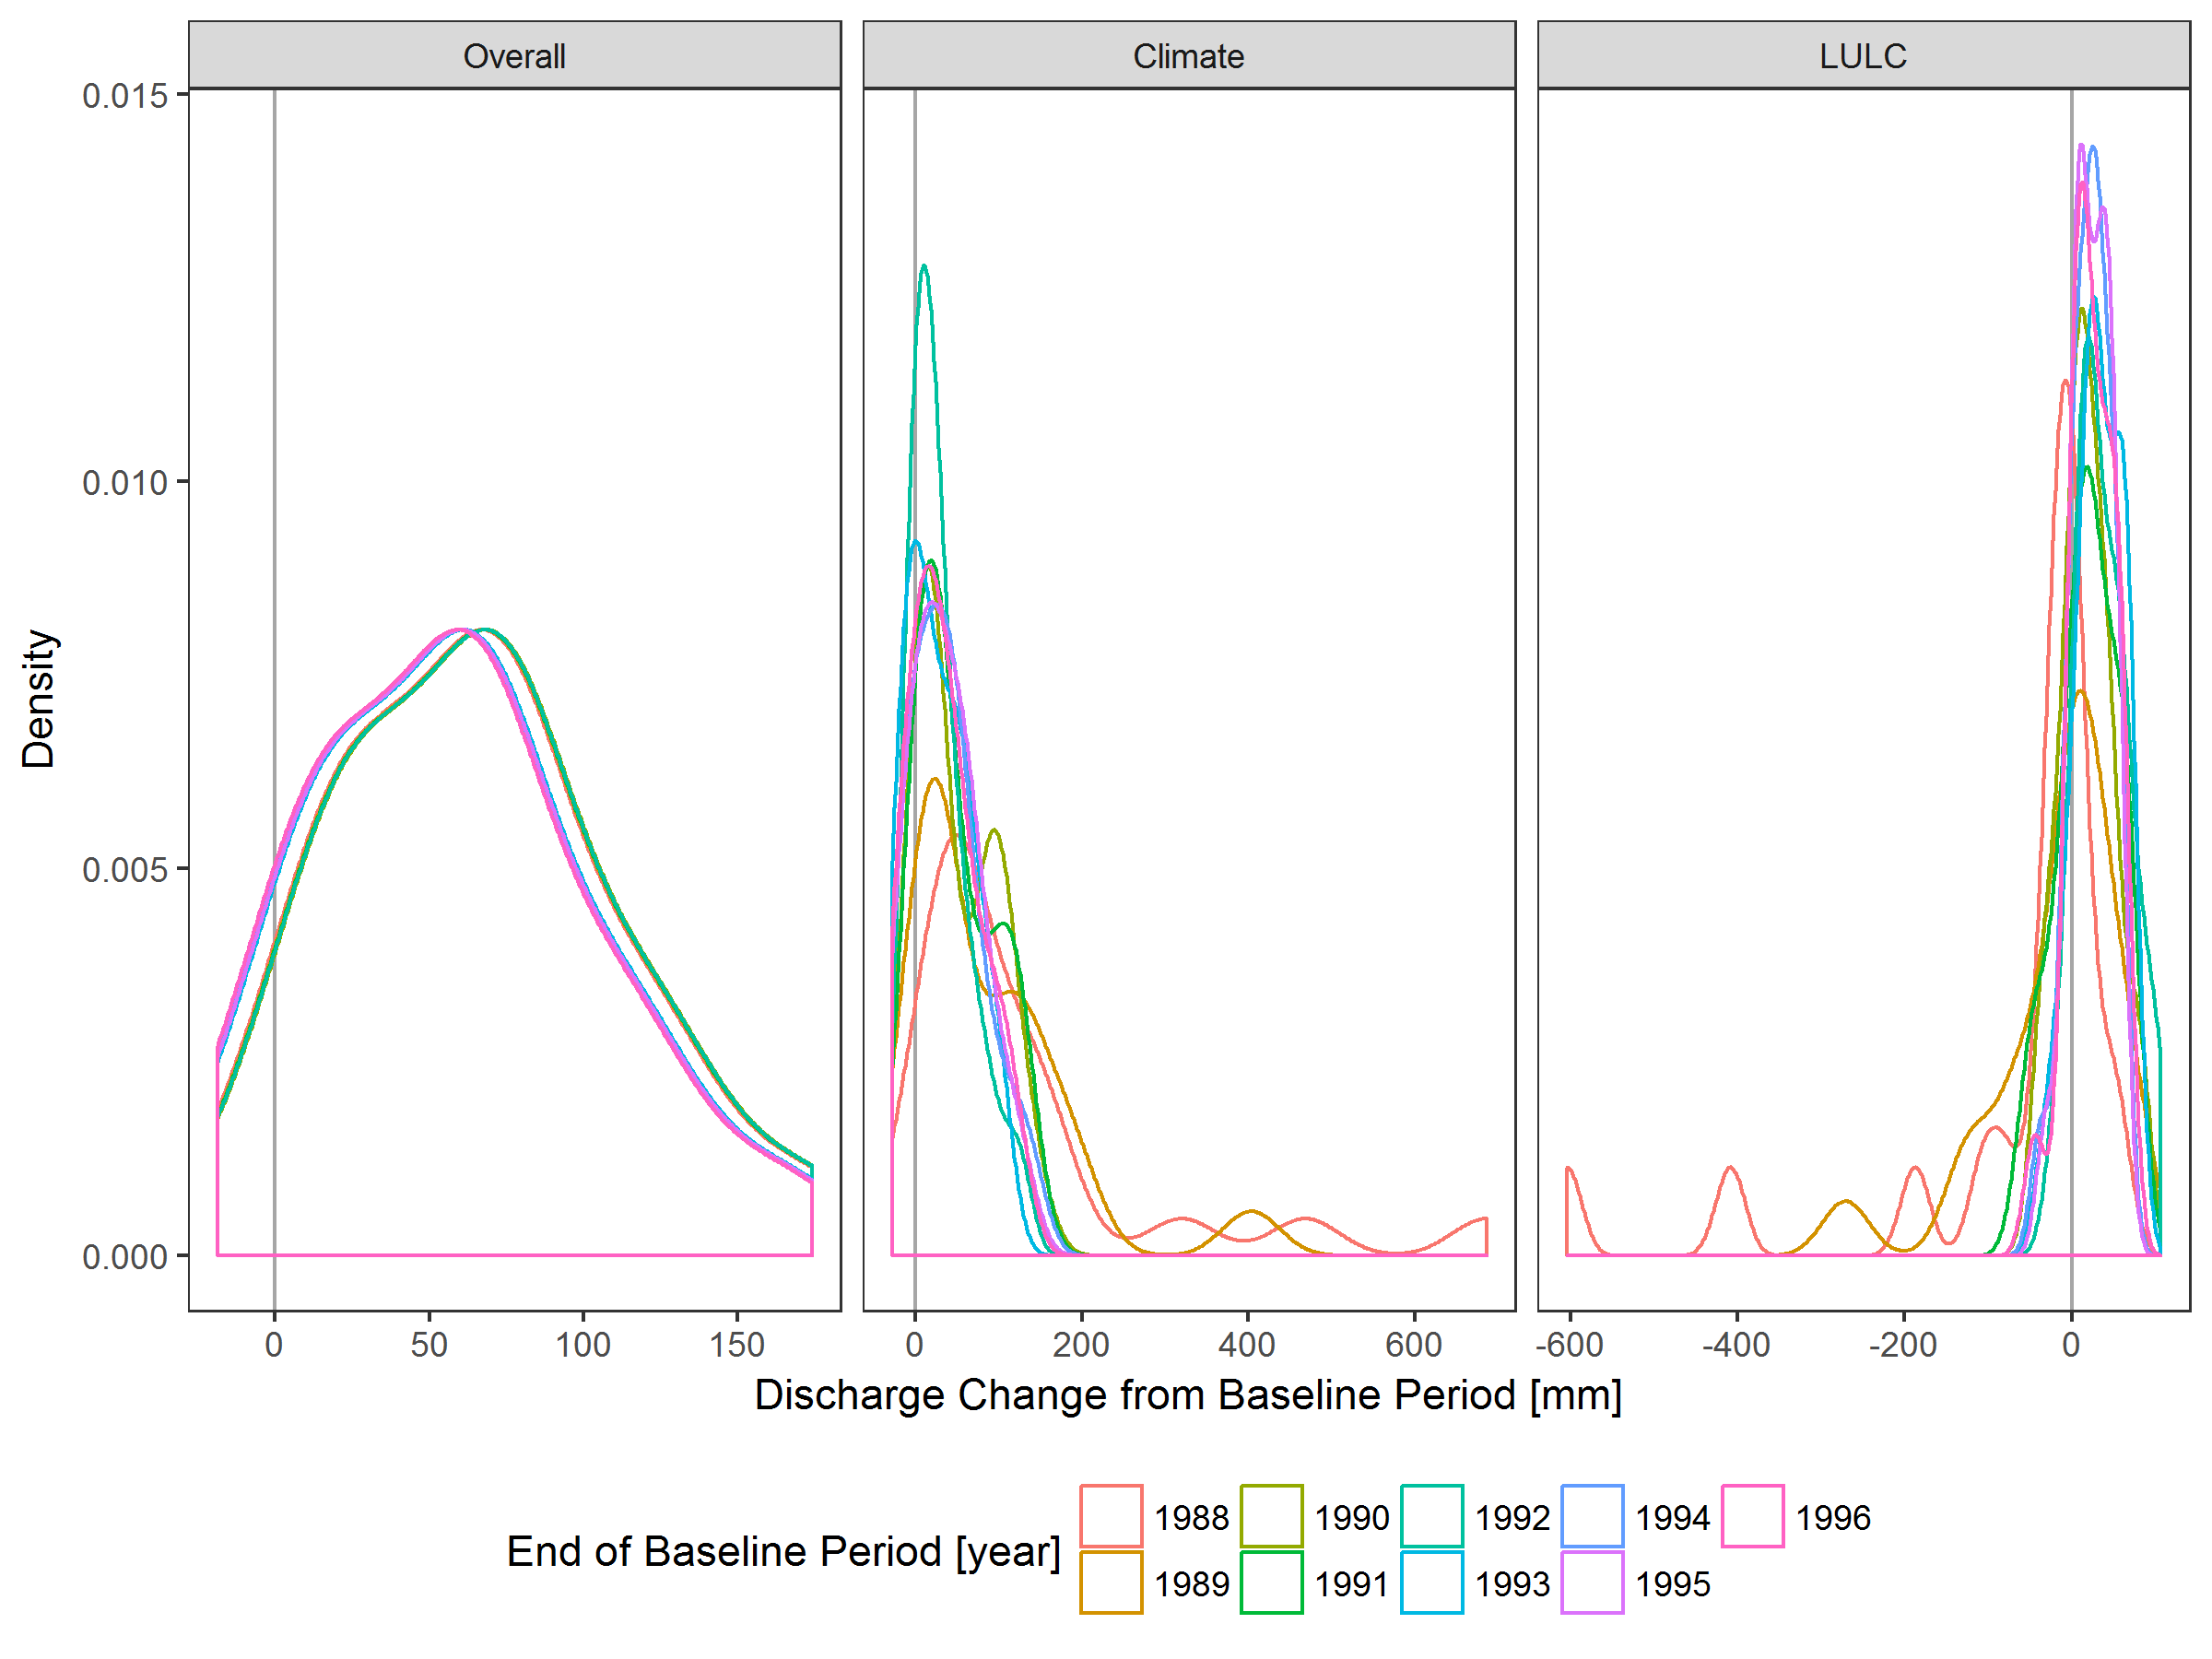 Overall Climate LULC
0.015
0.010
0.005
0.000
Density
0 50 100 150 0 200 400 600 -600 -400 -200 0
Discharge Change from Baseline Period [mm]
End of Baseline Period [year]
1988 1990 1992 1994 1996
1989 1991 1993 1995